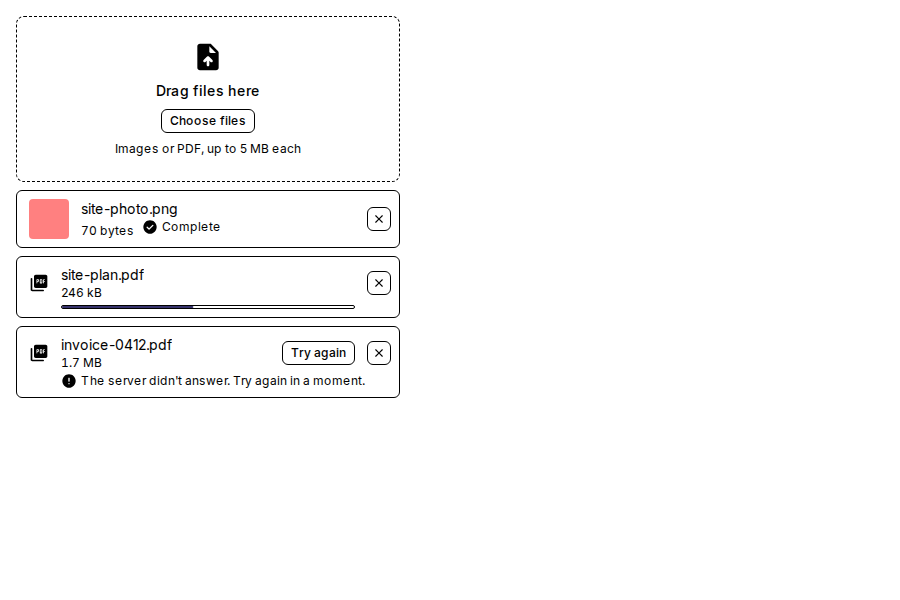 Drag files here
Choose files
Images or PDF, up to 5 MB each
site-photo.png
70 bytes Complete
PDF
site-plan.pdf
246 kB
PDF
invoice-0412.pdf
Try again
1.7 MB
The server didn't answer. Try again in a moment.